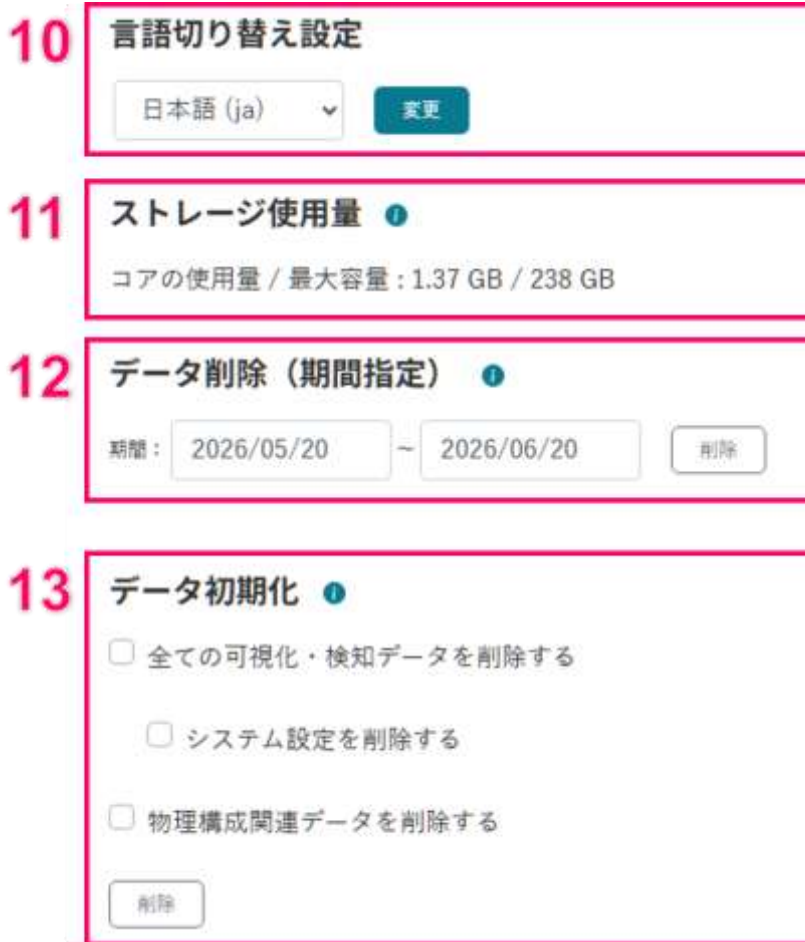 10
言語切り替え設定
日本語 (ja)
変更
11
ストレージ使用量
コアの使用量 / 最大容量 : 1.37 GB / 238 GB
12
データ削除（期間指定）
期間：
2026/05/20
~
2026/06/20
削除
13
データ初期化
全ての可視化・検知データを削除する
システム設定を削除する
物理構成関連データを削除する
削除